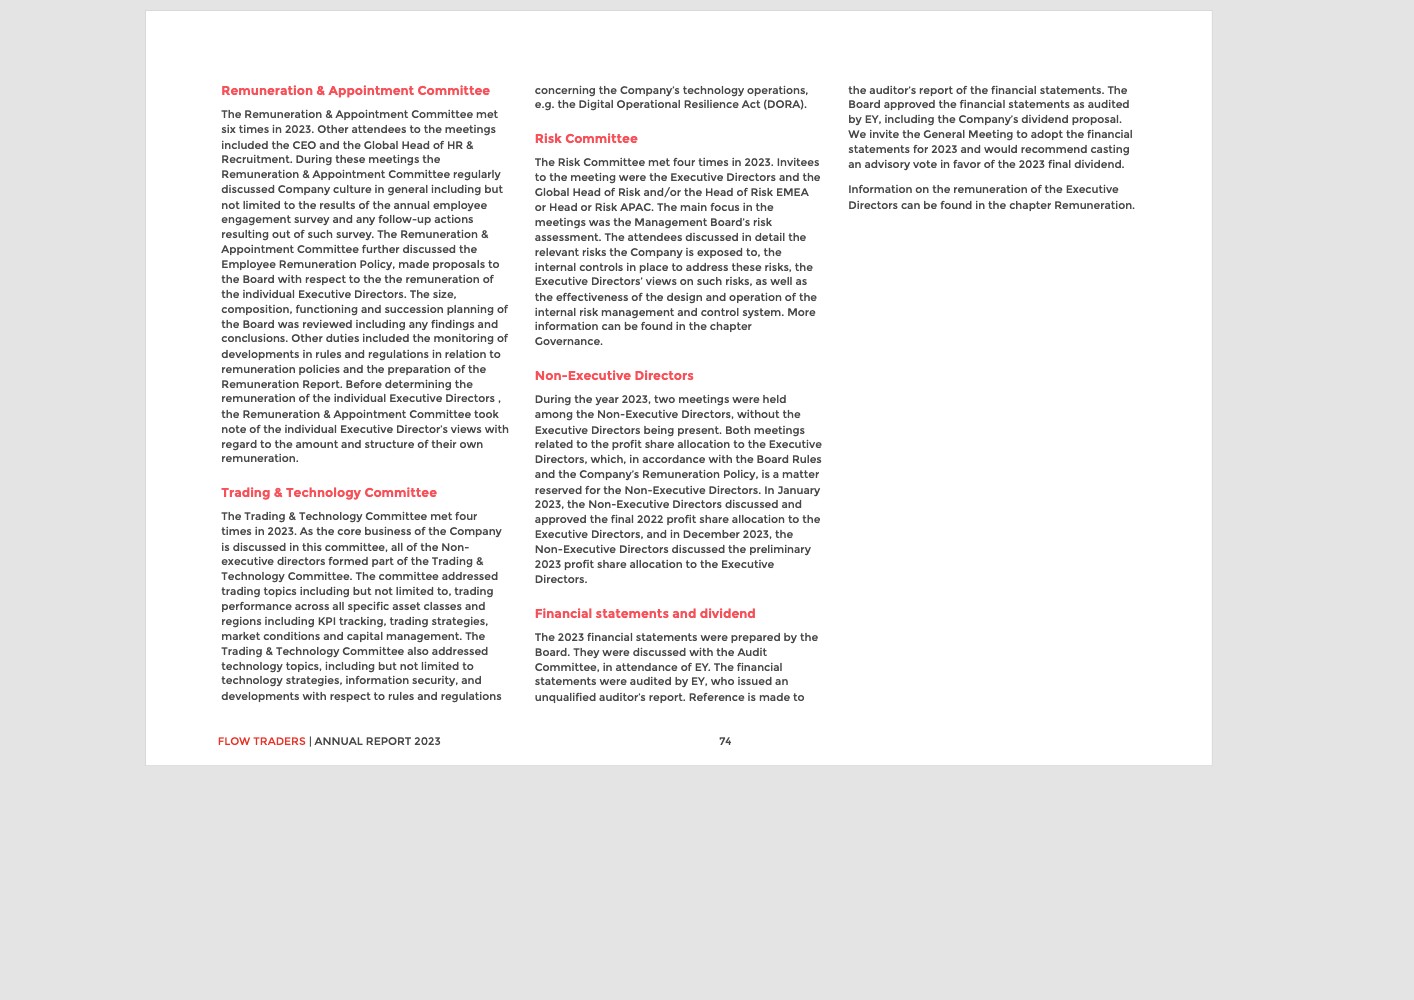 Remuneration & Appointment Committee
The Remuneration & Appointment Committee met
six times in 2023. Other attendees to the meetings
included the CEO and the Global Head of HR &
Recruitment. During these meetings the
Remuneration & Appointment Committee regularly
discussed Company culture in general including but
not limited to the results of the annual employee
engagement survey and any follow-up actions
resulting out of such survey. The Remuneration &
Appointment Committee further discussed the
Employee Remuneration Policy, made proposals to
the Board with respect to the the remuneration of
the individual Executive Directors. The size,
composition, functioning and succession planning of
the Board was reviewed including any findings and
conclusions. Other duties included the monitoring of
developments in rules and regulations in relation to
remuneration policies and the preparation of the
Remuneration Report. Before determining the
remuneration of the individual Executive Directors ,
the Remuneration & Appointment Committee took
note of the individual Executive Director's views with
regard to the amount and structure of their own
remuneration.
Trading & Technology Committee
The Trading & Technology Committee met four
times in 2023. As the core business of the Company
is discussed in this committee, all of the Non-
executive directors formed part of the Trading &
Technology Committee. The committee addressed
trading topics including but not limited to, trading
performance across all specific asset classes and
regions including KPI tracking, trading strategies,
market conditions and capital management. The
Trading & Technology Committee also addressed
technology topics, including but not limited to
technology strategies, information security, and
developments with respect to rules and regulations
concerning the Company's technology operations,
e.g. the Digital Operational Resilience Act (DORA).
Risk Committee
The Risk Committee met four times in 2023. Invitees
to the meeting were the Executive Directors and the
Global Head of Risk and/or the Head of Risk EMEA
or Head or Risk APAC. The main focus in the
meetings was the Management Board's risk
assessment. The attendees discussed in detail the
relevant risks the Company is exposed to, the
internal controls in place to address these risks, the
Executive Directors' views on such risks, as well as
the effectiveness of the design and operation of the
internal risk management and control system. More
information can be found in the chapter
Governance.
Non-Executive Directors
During the year 2023, two meetings were held
among the Non-Executive Directors, without the
Executive Directors being present. Both meetings
related to the profit share allocation to the Executive
Directors, which, in accordance with the Board Rules
and the Company's Remuneration Policy, is a matter
reserved for the Non-Executive Directors. In January
2023, the Non-Executive Directors discussed and
approved the final 2022 profit share allocation to the
Executive Directors, and in December 2023, the
Non-Executive Directors discussed the preliminary
2023 profit share allocation to the Executive
Directors.
Financial statements and dividend
The 2023 financial statements were prepared by the
Board. They were discussed with the Audit
Committee, in attendance of EY. The financial
statements were audited by EY, who issued an
unqualified auditor's report. Reference is made to
the auditor's report of the financial statements. The
Board approved the financial statements as audited
by EY, including the Company's dividend proposal.
We invite the General Meeting to adopt the financial
statements for 2023 and would recommend casting
an advisory vote in favor of the 2023 final dividend.
Information on the remuneration of the Executive
Directors can be found in the chapter Remuneration.
FLOW TRADERS | ANNUAL REPORT 2023
74